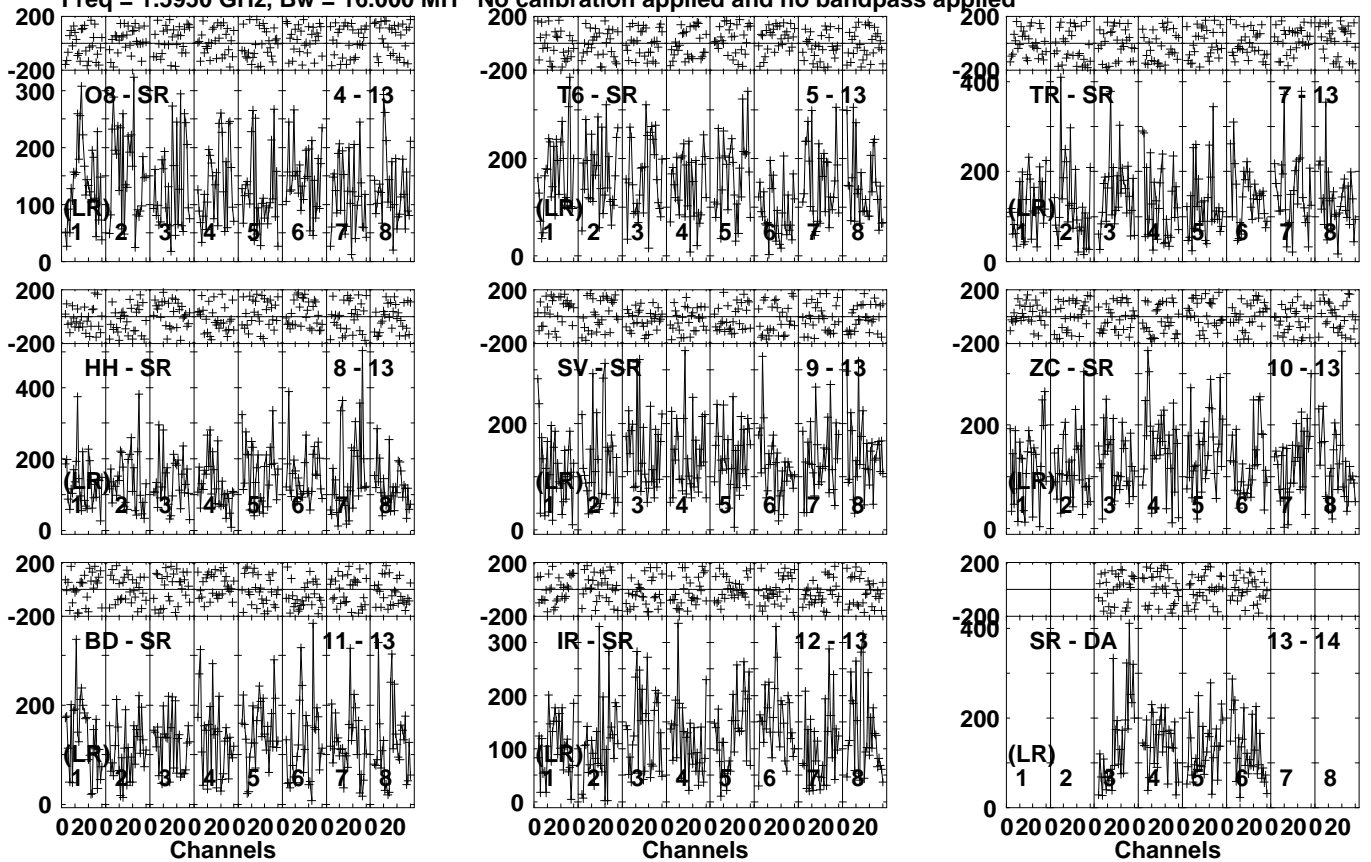 Freq = 1.5950 GHz, Bw = 16.000 MH No calibration applied and no bandpass applied
200 200 200
-200 -200 -200
300 O8 - SR 4 - 13 T6 - SR 5 - 13 400 TR - SR 7 - 13
200 200 200
100
(LR) (LR) (LR)
1 2 3 4 5 6 7 8 1 2 3 4 5 6 7 8 1 2 3 4 5 6 7 8
0 0 0
200 200 200
-200 -200 -200
HH - SR 8 - 13 SV - SR 9 - 13 ZC - SR 10 - 13
400
200 200 200
(LR) (LR) (LR)
1 2 3 4 5 6 7 8 1 2 3 4 5 6 7 8 1 2 3 4 5 6 7 8
0 0 0
200 200 200
-200 -200 -200
400
BD - SR 11 - 13 300 IR - SR 12 - 13 SR - DA 13 - 14
200 200 200
100
(LR) (LR) (LR)
1 2 3 4 5 6 7 8 1 2 3 4 5 6 7 8 1 2 3 4 5 6 7 8
0 0 0
0 20 0 20 0 20 0 20 0 20 0 20 0 20 0 20 0 20 0 20 0 20 0 20 0 20 0 20 0 20 0 20 0 20 0 20 0 20 0 20 0 20 0 20 0 20 0 20
Channels Channels Channels